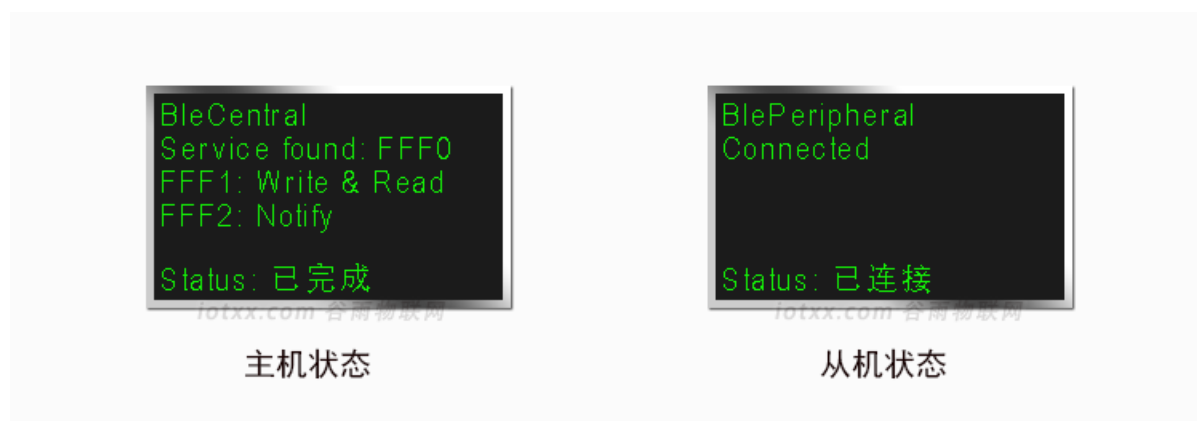 BleCentral
Service found: FFF0
FFF1: Write & Read
FFF2: Notify
Status: 已完成
iotxx.com 谷雨物联网
主机状态
BlePeripheral
Connected
Status: 已连接
iotxx.com 谷雨物联网
从机状态